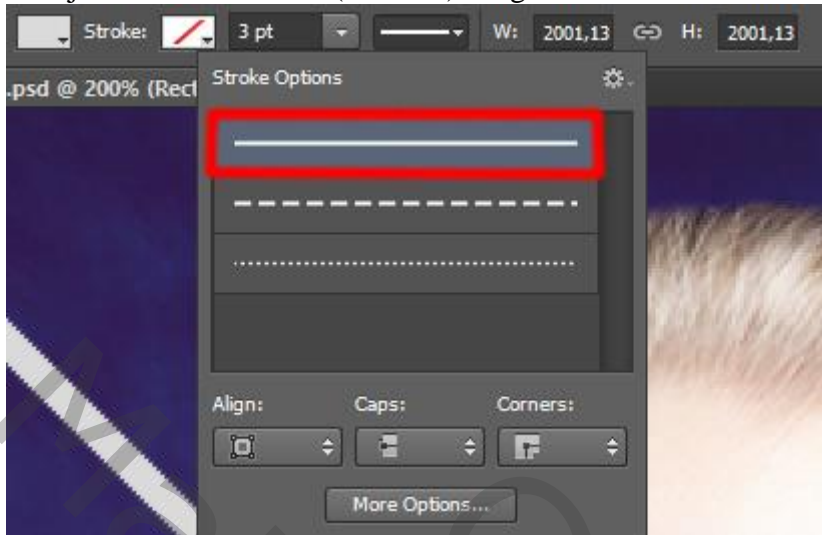 Stroke: 3 pt W: 2001,13 H: 2001,13
.psd @ 200% (Rect
Stroke Options
Align: Caps: Corners:
More Options...